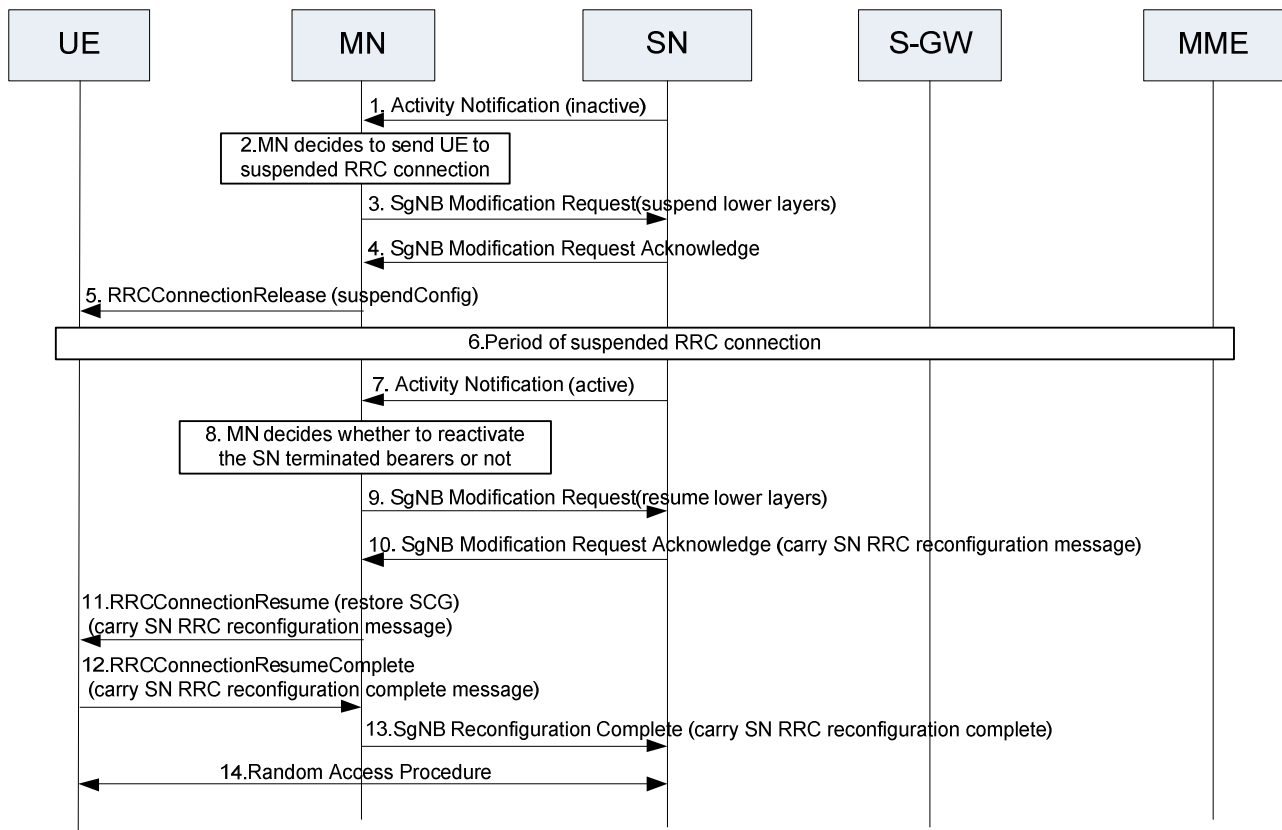 UE
MN
SN
S-GW
MME
1. Activity Notification (inactive)
2.MN decides to send UE to
suspended RRC connection
3. SgNB Modification Request(suspend lower layers)
4. SgNB Modification Request Acknowledge
5. RRCConnectionRelease (suspendConfig)
6.Period of suspended RRC connection
7. Activity Notification (active)
8. MN decides whether to reactivate
the SN terminated bearers or not
9. SgNB Modification Request(resume lower layers)
10. SgNB Modification Request Acknowledge (carry SN RRC reconfiguration message)
11.RRCConnectionResume (restore SCG)
(carry SN RRC reconfiguration message)
12.RRCConnectionResumeComplete
(carry SN RRC reconfiguration complete message)
13.SgNB Reconfiguration Complete (carry SN RRC reconfiguration complete)
14.Random Access Procedure